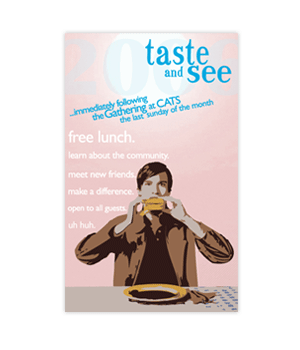 taste
and see
...immediately following
the Gathering at CATS
the last sunday of the month
free lunch.
learn about the community.
meet new friends.
make a difference.
open to all guests.
uh huh.